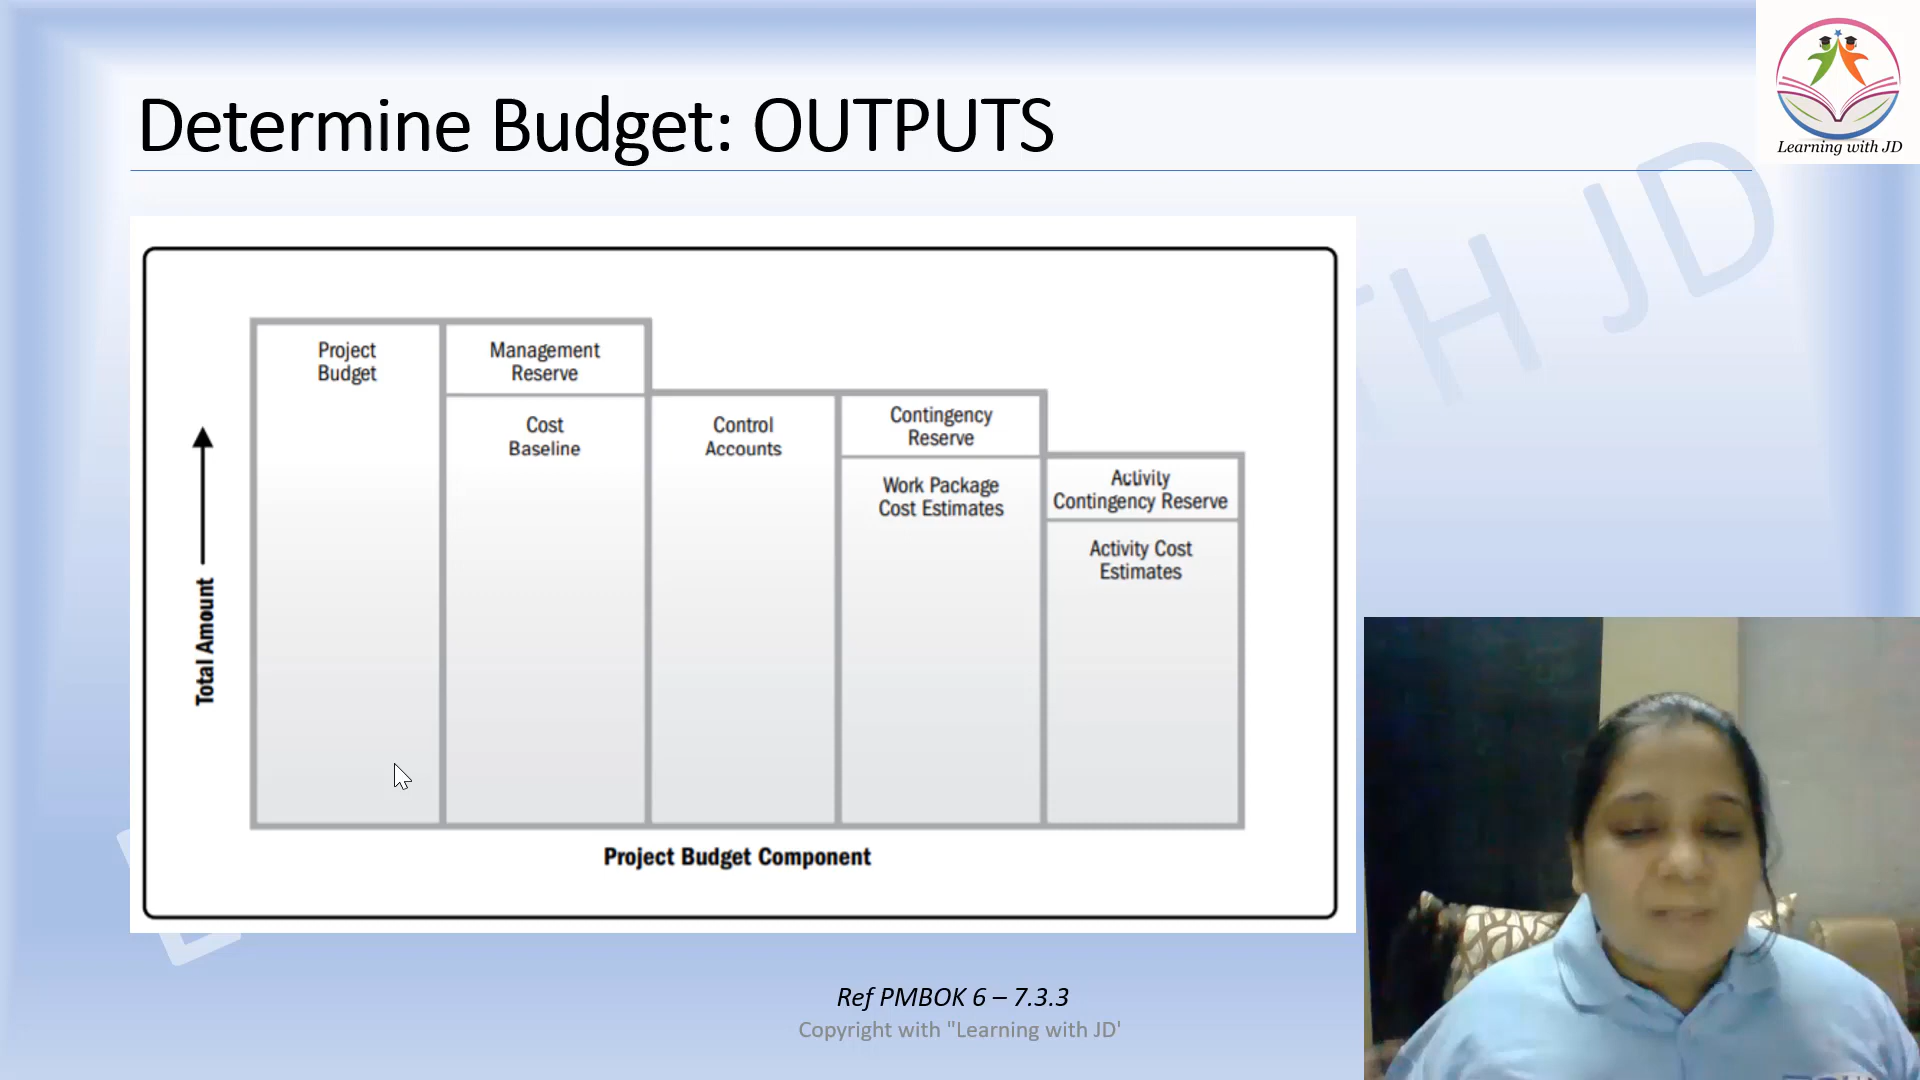 Determine Budget: OUTPUTS
Learning with JD
Project
Budget
Management
Reserve
Cost
Baseline
Control
Accounts
Contingency
Reserve
Work Package
Cost Estimates
Activity
Contingency Reserve
Activity Cost
Estimates
Total Amount
Project Budget Component
TH JD
Ref PMBOK 6 – 7.3.3
Copyright with "Learning with JD'